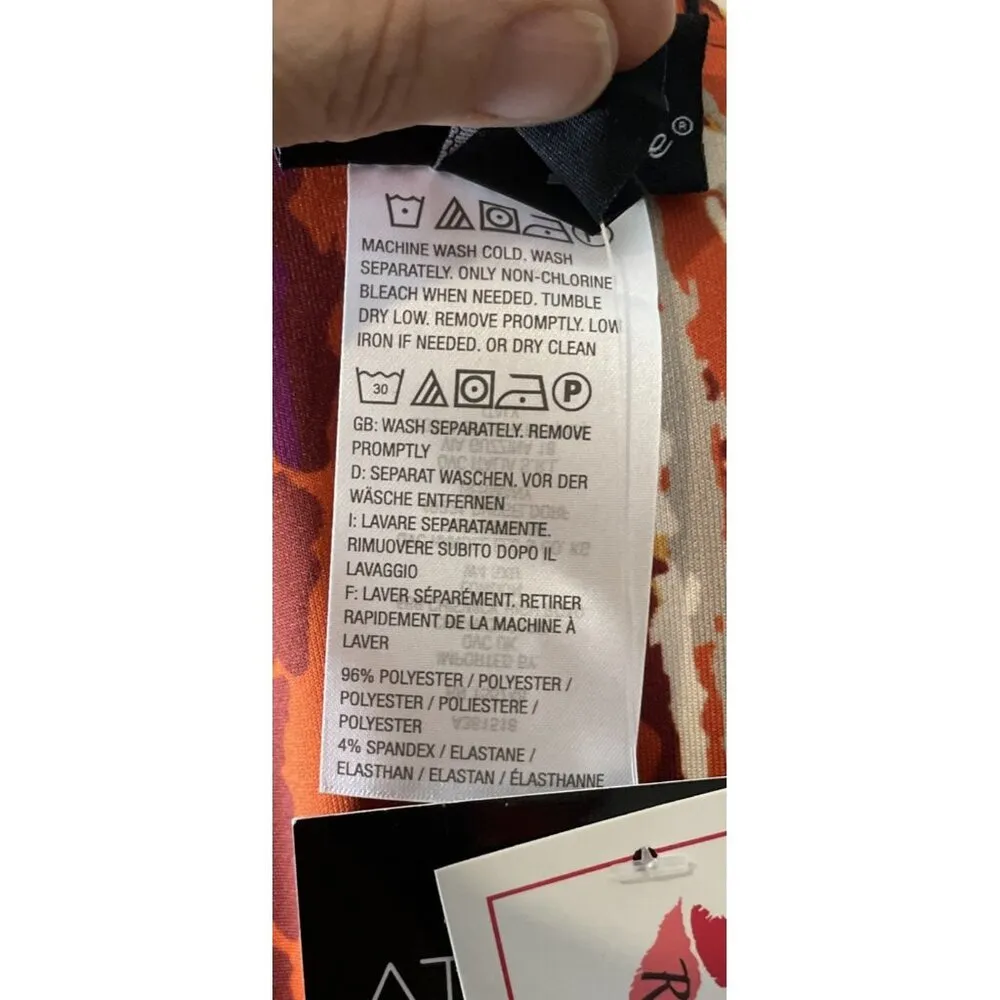 e®
MACHINE WASH COLD. WASH
SEPARATELY. ONLY NON-CHLORINE
BLEACH WHEN NEEDED. TUMBLE
DRY LOW. REMOVE PROMPTLY. LOW
IRON IF NEEDED. OR DRY CLEAN
30
P
GB: WASH SEPARATELY. REMOVE
PROMPTLY
D: SEPARAT WASCHEN. VOR DER
WÄSCHE ENTFERNEN
I: LAVARE SEPARATAMENTE.
RIMUOVERE SUBITO DOPO IL
LAVAGGIO
F: LAVER SÉPARÉMENT. RETIRER
RAPIDEMENT DE LA MACHINE À
LAVER
96% POLYESTER / POLYESTER /
POLYESTER / POLIESTERE /
POLYESTER
4% SPANDEX / ELASTANE /
ELASTHAN / ELASTAN / ÉLASTHANNE
AT
R